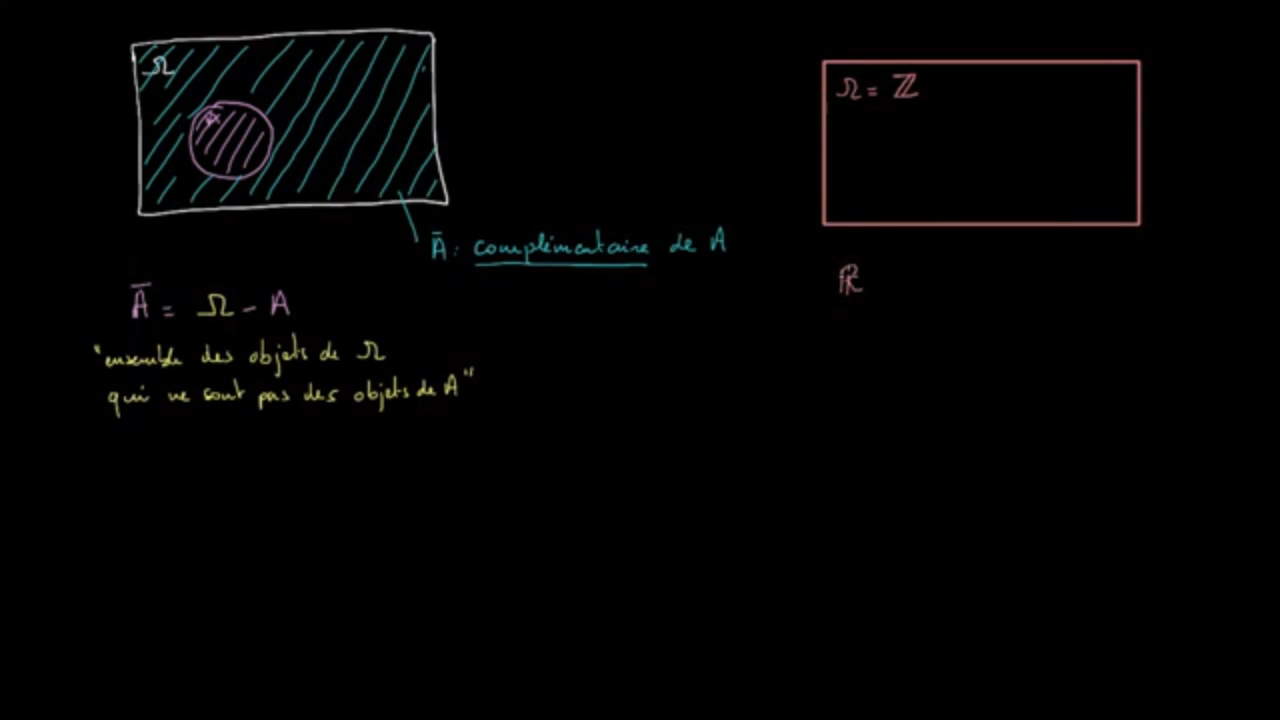 Ω
A
Ā : complémentaire de A
Ā = Ω - A
"ensemble des objets de Ω
qui ne sont pas des objets de A"
Ω = ℤ
ℝ